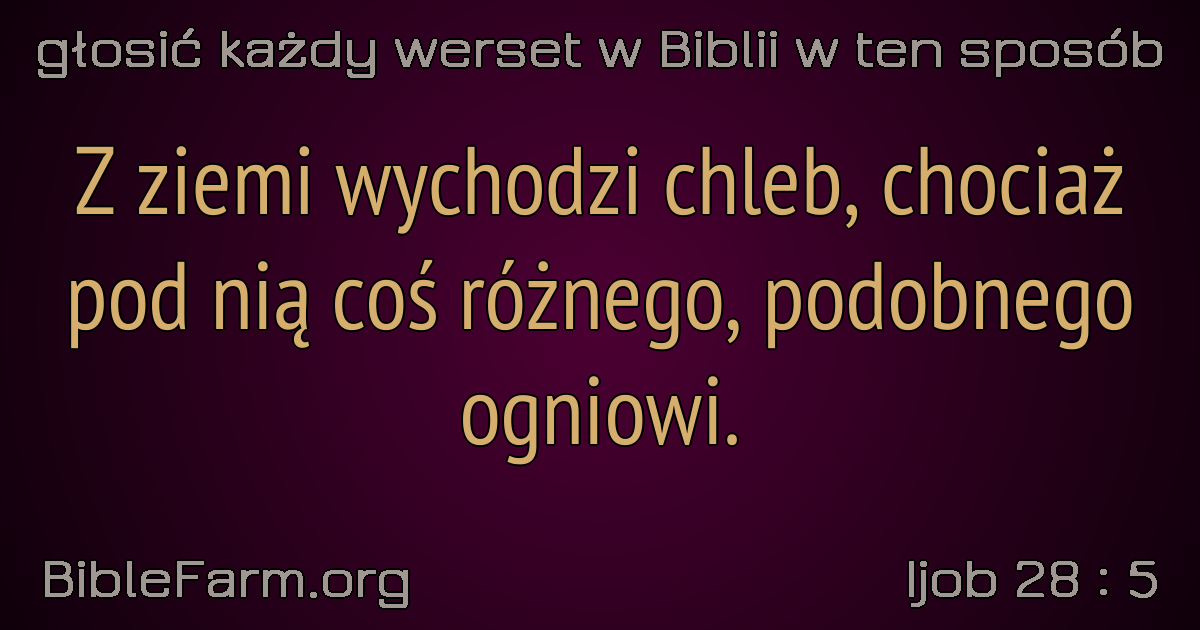 głosić każdy werset w Biblii w ten sposób
Z ziemi wychodzi chleb, chociaż
pod nią coś różnego, podobnego
ogniowi.
BibleFarm.org
Ijob 28 : 5